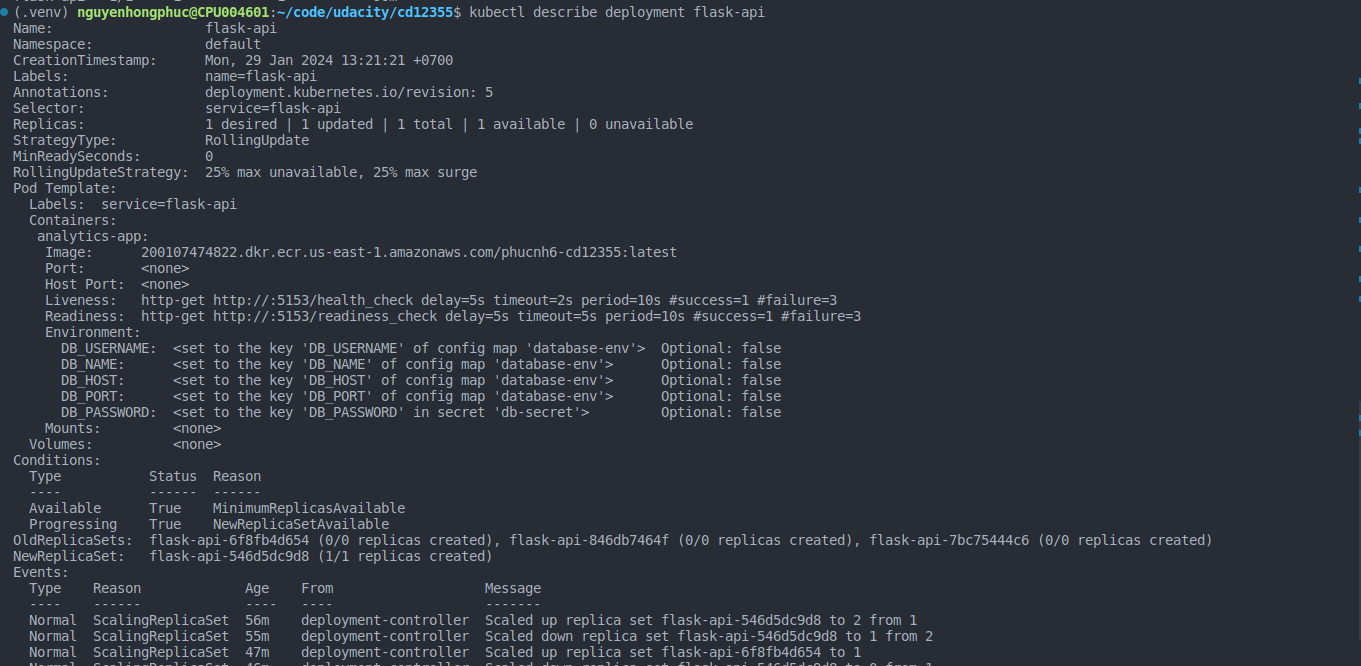 (.venv) nguyenhongphuc@CPU004601:~/code/udacity/cd12355$ kubectl describe deployment flask-api
Name:                   flask-api
Namespace:              default
CreationTimestamp:      Mon, 29 Jan 2024 13:21:21 +0700
Labels:                 name=flask-api
Annotations:            deployment.kubernetes.io/revision: 5
Selector:               service=flask-api
Replicas:               1 desired | 1 updated | 1 total | 1 available | 0 unavailable
StrategyType:           RollingUpdate
MinReadySeconds:        0
RollingUpdateStrategy:  25% max unavailable, 25% max surge
Pod Template:
  Labels:  service=flask-api
  Containers:
   analytics-app:
    Image:      200107474822.dkr.ecr.us-east-1.amazonaws.com/phucnh6-cd12355:latest
    Port:       <none>
    Host Port:  <none>
    Liveness:   http-get http://:5153/health_check delay=5s timeout=2s period=10s #success=1 #failure=3
    Readiness:  http-get http://:5153/readiness_check delay=5s timeout=5s period=10s #success=1 #failure=3
    Environment:
      DB_USERNAME:  <set to the key 'DB_USERNAME' of config map 'database-env'>  Optional: false
      DB_NAME:      <set to the key 'DB_NAME' of config map 'database-env'>      Optional: false
      DB_HOST:      <set to the key 'DB_HOST' of config map 'database-env'>      Optional: false
      DB_PORT:      <set to the key 'DB_PORT' of config map 'database-env'>      Optional: false
      DB_PASSWORD:  <set to the key 'DB_PASSWORD' in secret 'db-secret'>         Optional: false
    Mounts:         <none>
  Volumes:          <none>
Conditions:
  Type           Status  Reason
  ----           ------  ------
  Available      True    MinimumReplicasAvailable
  Progressing    True    NewReplicaSetAvailable
OldReplicaSets:  flask-api-6f8fb4d654 (0/0 replicas created), flask-api-846db7464f (0/0 replicas created), flask-api-7bc75444c6 (0/0 replicas created)
NewReplicaSet:   flask-api-546d5dc9d8 (1/1 replicas created)
Events:
  Type    Reason             Age   From                   Message
  ----    ------             ----  ----                   -------
  Normal  ScalingReplicaSet  56m   deployment-controller  Scaled up replica set flask-api-546d5dc9d8 to 2 from 1
  Normal  ScalingReplicaSet  55m   deployment-controller  Scaled down replica set flask-api-546d5dc9d8 to 1 from 2
  Normal  ScalingReplicaSet  47m   deployment-controller  Scaled up replica set flask-api-6f8fb4d654 to 1